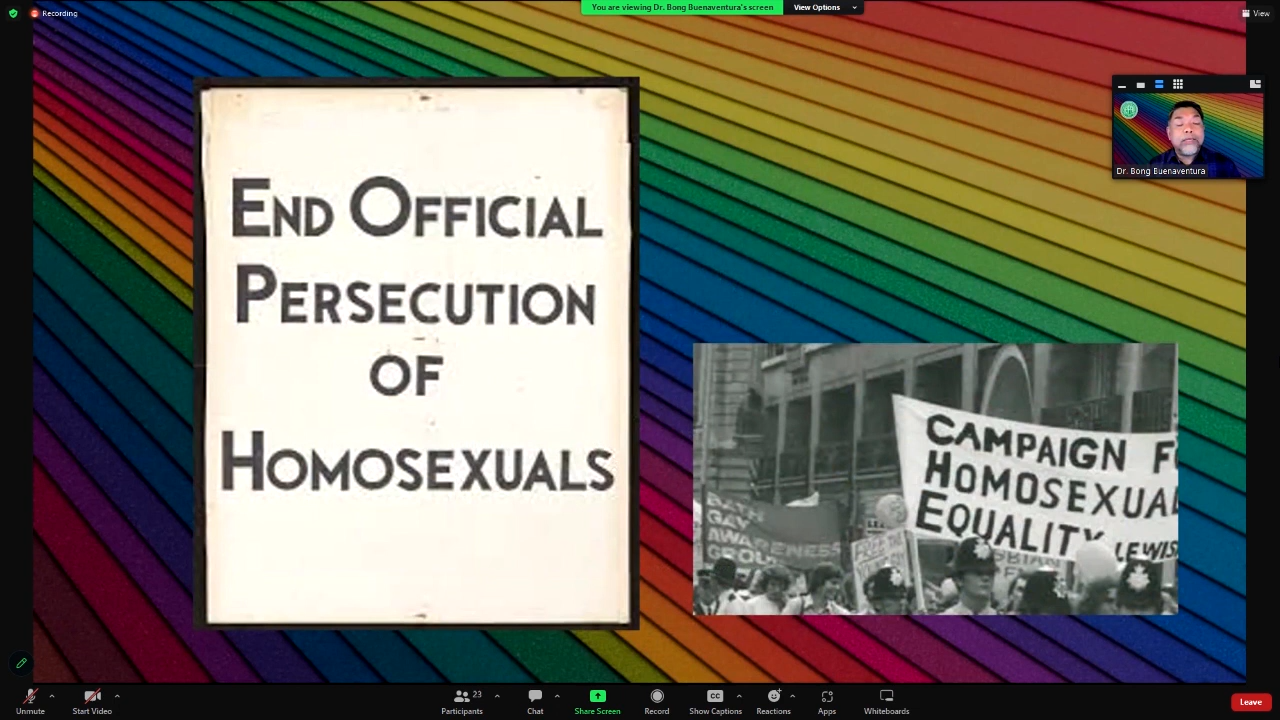 Recording
You are viewing Dr. Bong Buenaventura's screen
View Options
View
END OFFICIAL
PERSECUTION
OF
HOMOSEXUALS
Dr. Bong Buenaventura
CAMPAIGN
HOMOSEXUAL
EQUALITY LEWIS
BATH
GAY
AWARENESS
GROUP
Unmute
Start Video
Participants
23
Chat
Share Screen
Record
CC
Show Captions
Reactions
Apps
Whiteboards
Leave